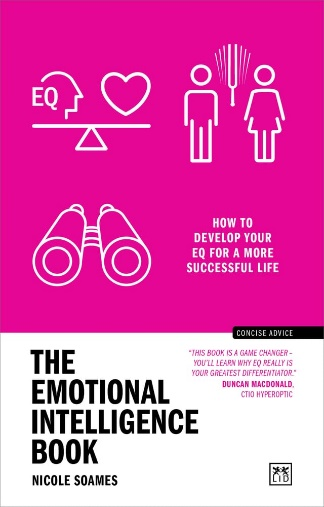 EQ
HOW TO
DEVELOP YOUR
EQ FOR A MORE
SUCCESSFUL LIFE
CONCISE ADVICE
THE
EMOTIONAL
INTELLIGENCE
BOOK
"THIS BOOK IS A GAME CHANGER –
YOU'LL LEARN WHY EQ REALLY IS
YOUR GREATEST DIFFERENTIATOR."
DUNCAN MACDONALD,
CTIO HYPEROPTIC
NICOLE SOAMES
LID